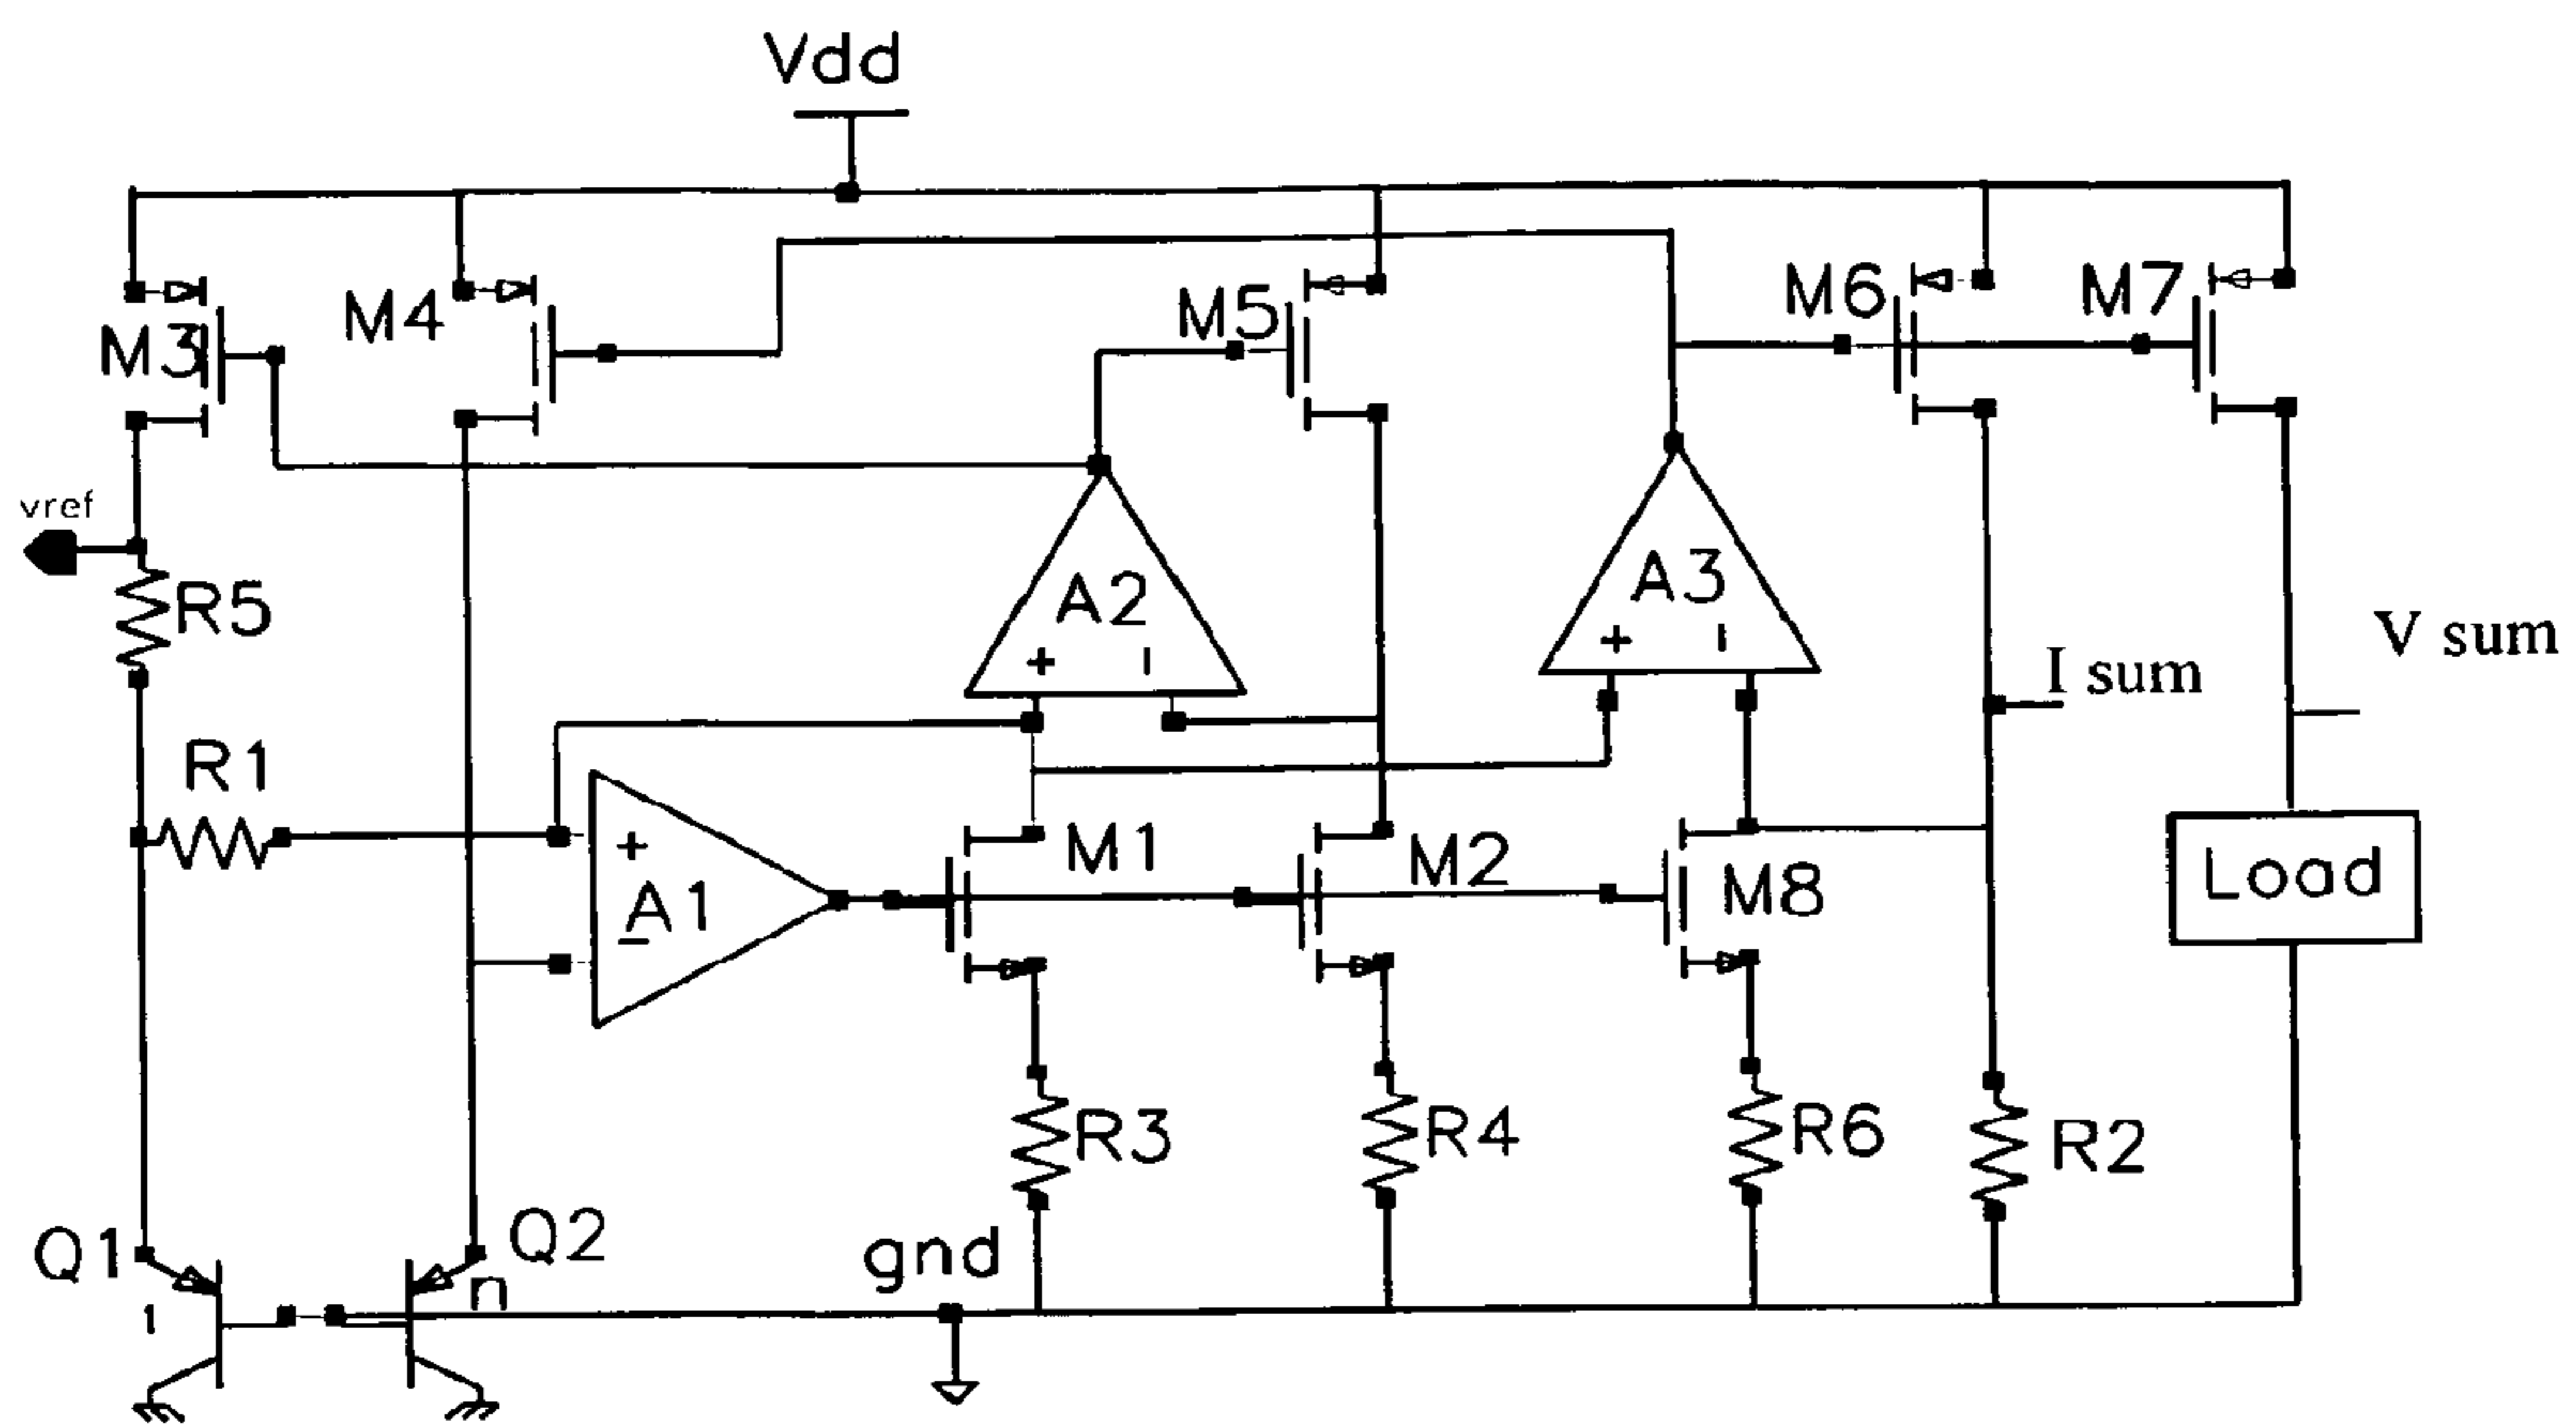 Vdd
M3
M4
M5
M6
M7
vref
R5
A2
+ -
A3
+ -
I sum
V sum
R1
+
A1
-
M1
M2
M8
Load
R3
R4
R6
R2
Q1
1
Q2
n
gnd